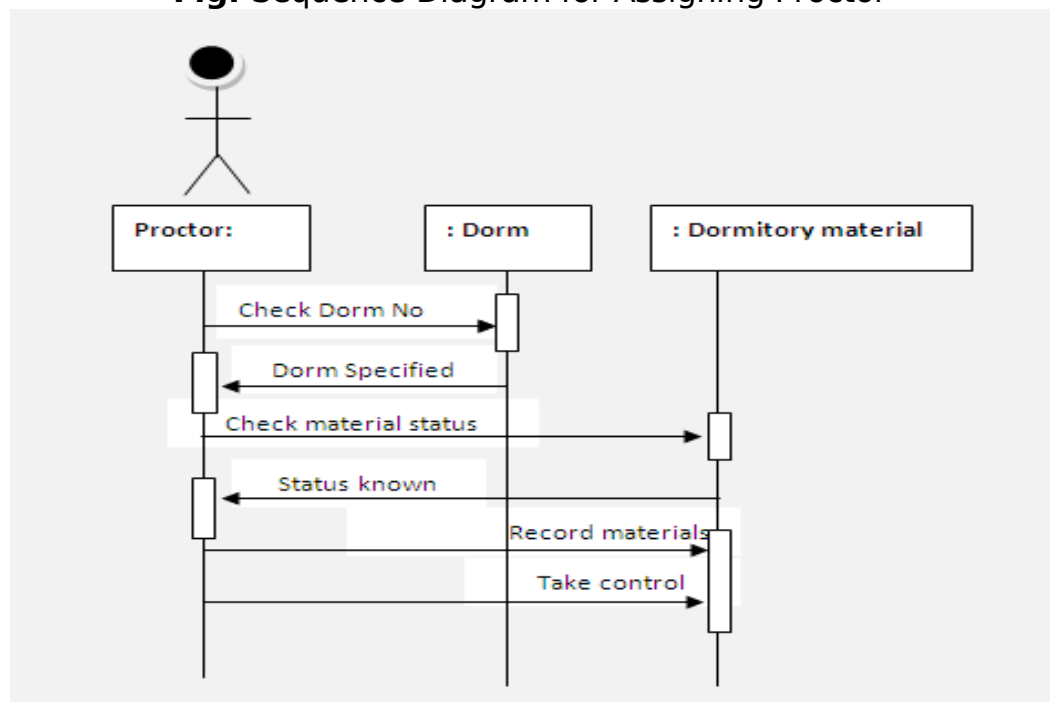 Fig. Sequence Diagram for Assigning Proctor
Proctor:
: Dorm
: Dormitory material
Check Dorm No
Dorm Specified
Check material status
Status known
Record materials
Take control